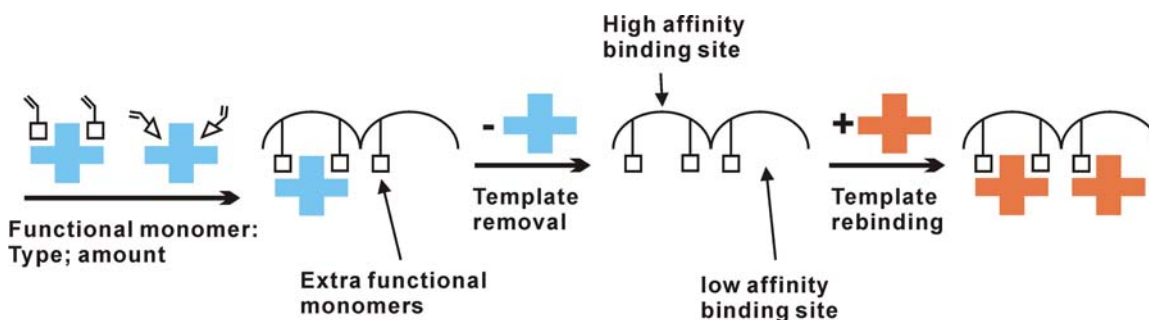 High affinity
binding site
-
+
Functional monomer:
Type; amount
Template
removal
Template
rebinding
Extra functional
monomers
low affinity
binding site